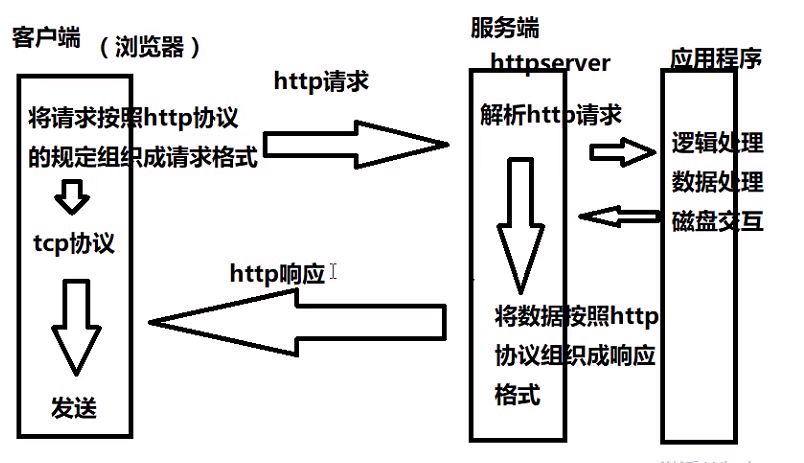 客户端
（浏览器）
将请求按照http协议
的规定组织成请求格式
tcp协议
发送
http请求
http响应
服务端
httpserver
解析http请求
将数据按照http
协议组织成响应
格式
应用程序
逻辑处理
数据处理
磁盘交互